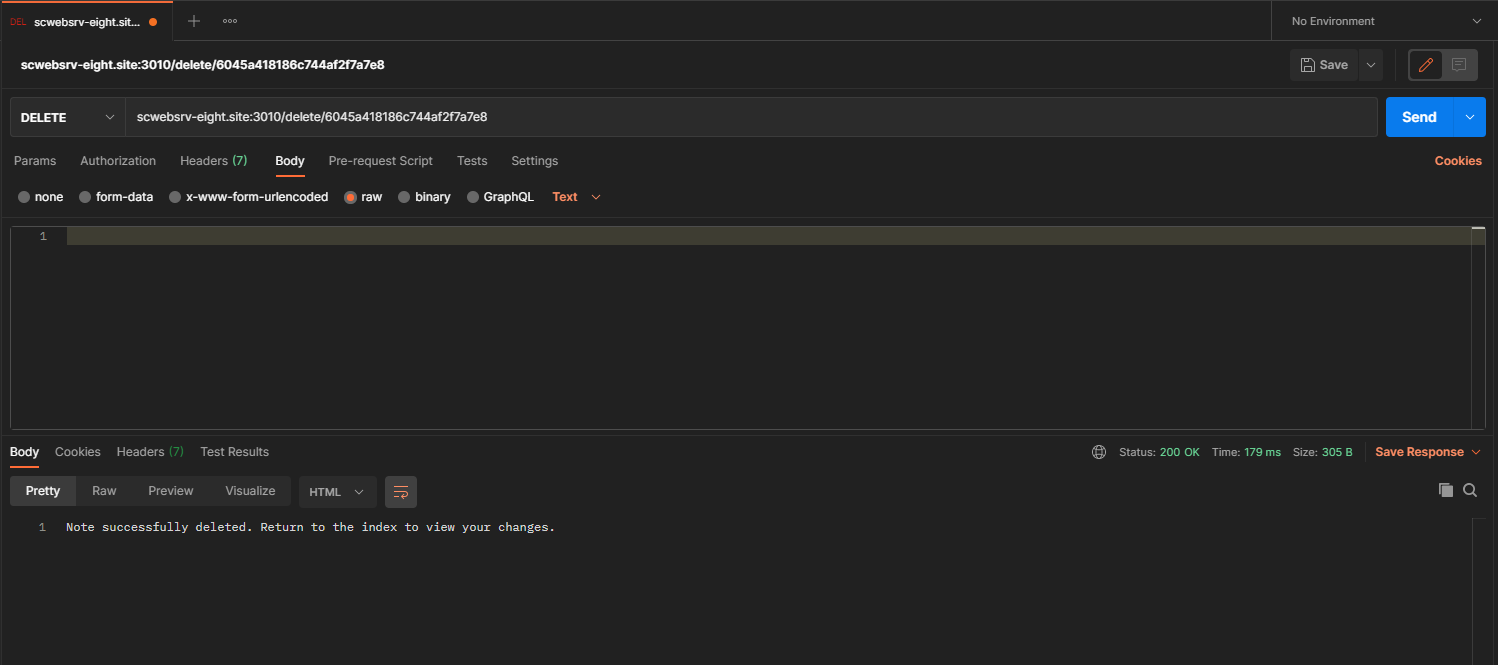 DEL scwebsrv-eight.sit... No Environment
scwebsrv-eight.site:3010/delete/6045a418186c744af2f7a7e8 Save
DELETE scwebsrv-eight.site:3010/delete/6045a418186c744af2f7a7e8 Send
Params Authorization Headers (7) Body Pre-request Script Tests Settings Cookies
none form-data x-www-form-urlencoded raw binary GraphQL Text
1
Body Cookies Headers (7) Test Results Status: 200 OK Time: 179 ms Size: 305 B Save Response
Pretty Raw Preview Visualize HTML
1 Note successfully deleted. Return to the index to view your changes.